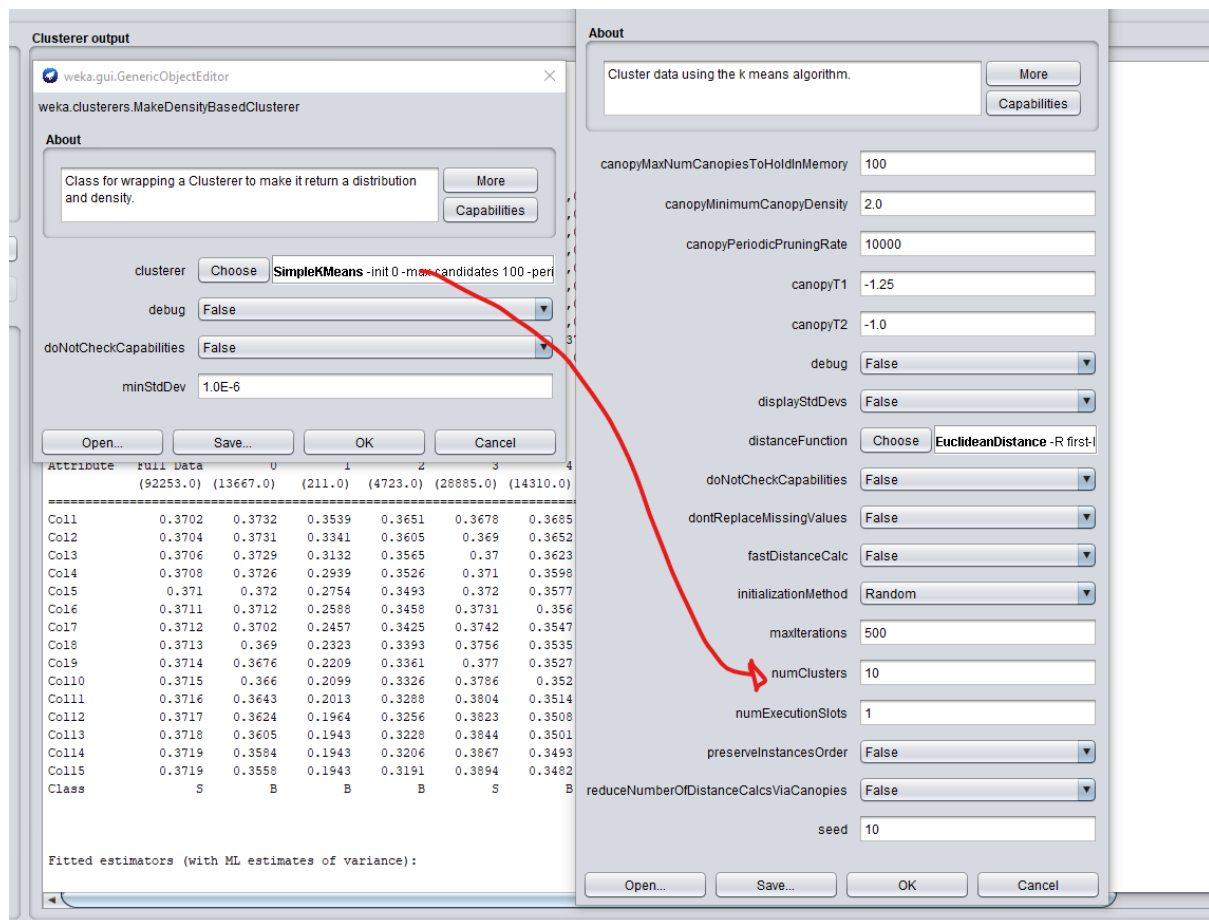 Clusterer output
weka.gui.GenericObjectEditor
weka.clusterers.MakeDensityBasedClusterer
About
Class for wrapping a Clusterer to make it return a distribution
and density.
More
Capabilities
clusterer Choose SimpleKMeans -init 0 -max candidates 100 -peri
debug False
doNotCheckCapabilities False
minStdDev 1.0E-6
Open... Save... OK Cancel
Attribute Full Data 0 1 2 3 4
(92253.0) (13667.0) (211.0) (4723.0) (28885.0) (14310.0)
Col1 0.3702 0.3732 0.3539 0.3651 0.3678 0.3685
Col2 0.3704 0.3731 0.3341 0.3605 0.369 0.3652
Col3 0.3706 0.3729 0.3132 0.3565 0.37 0.3623
Col4 0.3708 0.3726 0.2939 0.3526 0.371 0.3598
Col5 0.371 0.372 0.2754 0.3493 0.372 0.3577
Col6 0.3711 0.3712 0.2588 0.3458 0.3731 0.356
Col7 0.3712 0.3702 0.2457 0.3425 0.3742 0.3547
Col8 0.3713 0.369 0.2323 0.3393 0.3756 0.3535
Col9 0.3714 0.3676 0.2209 0.3361 0.377 0.3527
Col10 0.3715 0.366 0.2099 0.3326 0.3786 0.352
Col11 0.3716 0.3643 0.2013 0.3288 0.3804 0.3514
Col12 0.3717 0.3624 0.1964 0.3256 0.3823 0.3508
Col13 0.3718 0.3605 0.1943 0.3228 0.3844 0.3501
Col14 0.3719 0.3584 0.1943 0.3206 0.3867 0.3493
Col15 0.3719 0.3558 0.1943 0.3191 0.3894 0.3482
Class S B B B S B
Fitted estimators (with ML estimates of variance):
About
Cluster data using the k means algorithm.
More
Capabilities
canopyMaxNumCanopiesToHoldInMemory 100
canopyMinimumCanopyDensity 2.0
canopyPeriodicPruningRate 10000
canopyT1 -1.25
canopyT2 -1.0
debug False
displayStdDevs False
distanceFunction Choose EuclideanDistance -R first-l
doNotCheckCapabilities False
dontReplaceMissingValues False
fastDistanceCalc False
initializationMethod Random
maxIterations 500
numClusters 10
numExecutionSlots 1
preserveInstancesOrder False
reduceNumberOfDistanceCalcsViaCanopies False
seed 10
Open... Save... OK Cancel